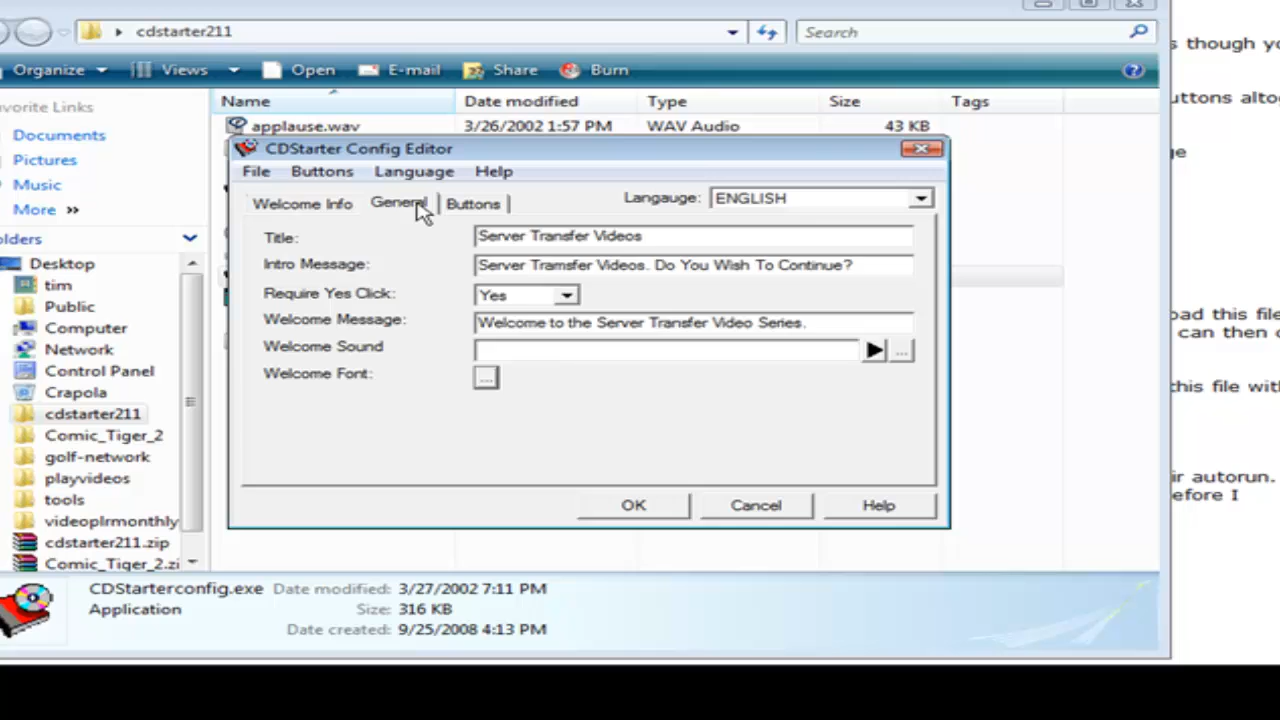 cdstarter211
Search
s though yo
Organize Views Open E-mail Share Burn
Name Date modified Type Size Tags
uttons altog
avorite Links
Documents
Pictures
Music
More »
applause.wav 3/26/2002 1:57 PM WAV Audio 43 KB
CDStarter Config Editor
File Buttons Language Help
Welcome Info General Buttons
Langauge: ENGLISH
Title: Server Transfer Videos
Intro Message: Server Tramsfer Videos. Do You Wish To Continue?
Require Yes Click: Yes
Welcome Message: Welcome to the Server Transfer Video Series.
Welcome Sound ...
Welcome Font: ...
OK Cancel Help
olders
Desktop
tim
Public
Computer
Network
Control Panel
Crapola
cdstarter211
Comic_Tiger_2
golf-network
playvideos
tools
videoplrmonthly
cdstarter211.zip
Comic_Tiger_2.zi
ge
oad this file
can then o
this file with
ir autorun.
efore I
CDStarterconfig.exe Date modified: 3/27/2002 7:11 PM
Application Size: 316 KB
Date created: 9/25/2008 4:13 PM